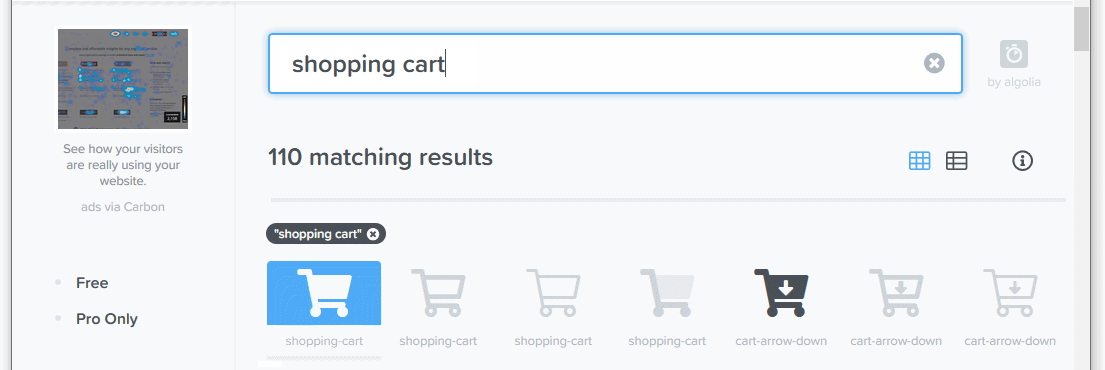 shopping cart
by algolia
See how your visitors
are really using your
website.
ads via Carbon
110 matching results
"shopping cart"
Free
Pro Only
shopping-cart shopping-cart shopping-cart shopping-cart cart-arrow-down cart-arrow-down cart-arrow-down